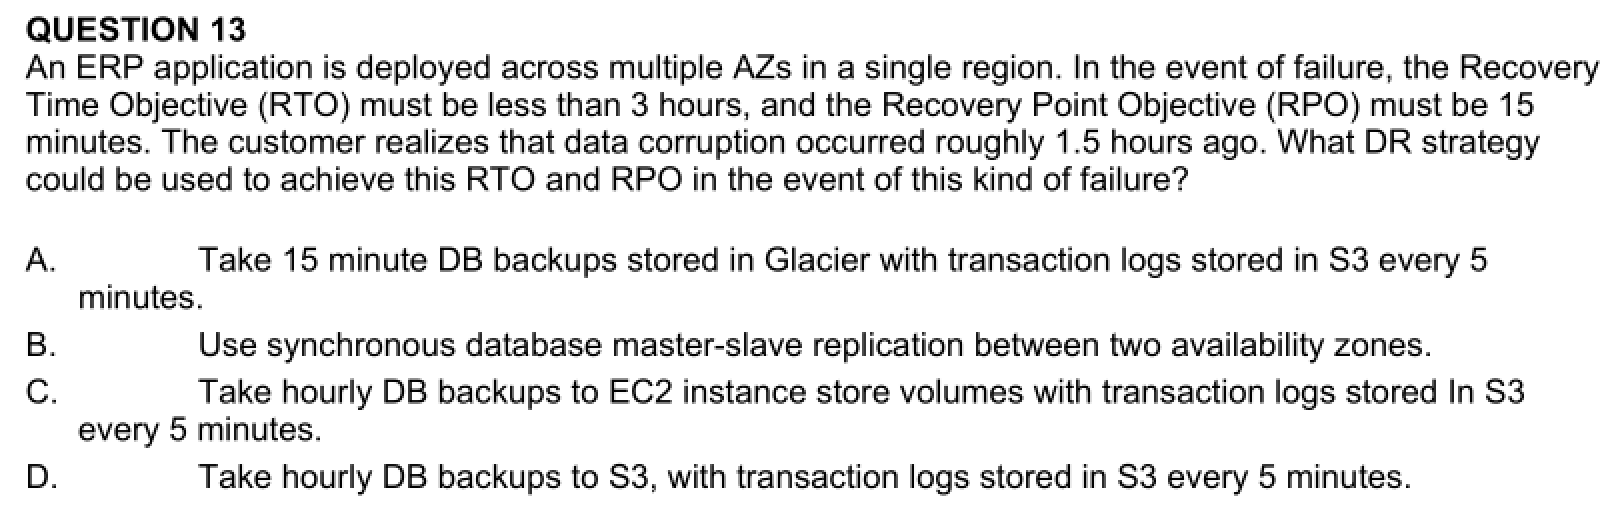 QUESTION 13
An ERP application is deployed across multiple AZs in a single region. In the event of failure, the Recovery
Time Objective (RTO) must be less than 3 hours, and the Recovery Point Objective (RPO) must be 15
minutes. The customer realizes that data corruption occurred roughly 1.5 hours ago. What DR strategy
could be used to achieve this RTO and RPO in the event of this kind of failure?
A. Take 15 minute DB backups stored in Glacier with transaction logs stored in S3 every 5
minutes.
B. Use synchronous database master-slave replication between two availability zones.
C. Take hourly DB backups to EC2 instance store volumes with transaction logs stored In S3
every 5 minutes.
D. Take hourly DB backups to S3, with transaction logs stored in S3 every 5 minutes.